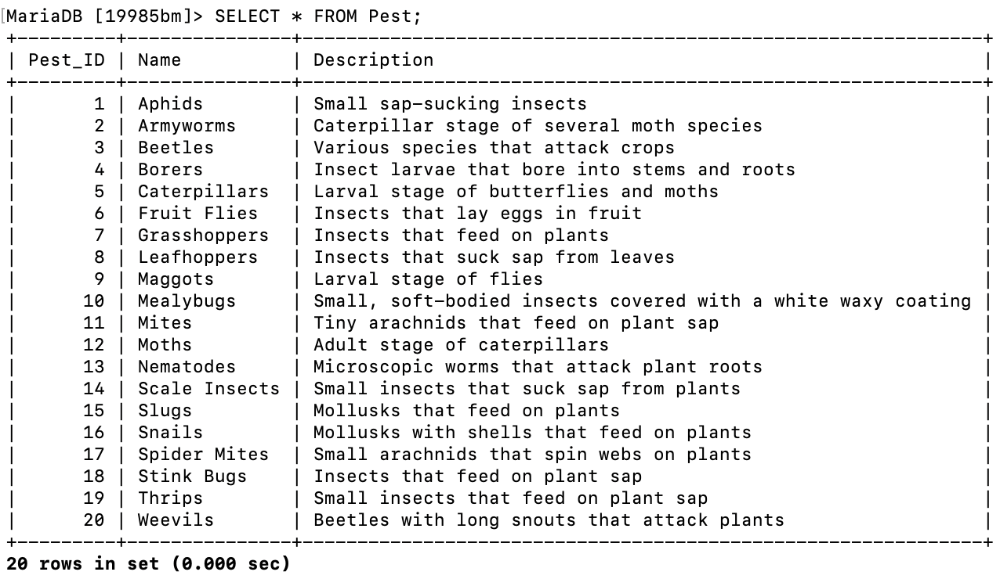 [MariaDB [19985bm]> SELECT * FROM Pest;
+---------+---------------+--------------------------------------------------------------+
| Pest_ID | Name          | Description                                                  |
+---------+---------------+--------------------------------------------------------------+
|       1 | Aphids        | Small sap-sucking insects                                    |
|       2 | Armyworms     | Caterpillar stage of several moth species                    |
|       3 | Beetles       | Various species that attack crops                            |
|       4 | Borers        | Insect larvae that bore into stems and roots                 |
|       5 | Caterpillars  | Larval stage of butterflies and moths                        |
|       6 | Fruit Flies   | Insects that lay eggs in fruit                               |
|       7 | Grasshoppers  | Insects that feed on plants                                  |
|       8 | Leafhoppers   | Insects that suck sap from leaves                            |
|       9 | Maggots       | Larval stage of flies                                        |
|      10 | Mealybugs     | Small, soft-bodied insects covered with a white waxy coating |
|      11 | Mites         | Tiny arachnids that feed on plant sap                        |
|      12 | Moths         | Adult stage of caterpillars                                  |
|      13 | Nematodes     | Microscopic worms that attack plant roots                    |
|      14 | Scale Insects | Small insects that suck sap from plants                      |
|      15 | Slugs         | Mollusks that feed on plants                                 |
|      16 | Snails        | Mollusks with shells that feed on plants                     |
|      17 | Spider Mites  | Small arachnids that spin webs on plants                     |
|      18 | Stink Bugs    | Insects that feed on plant sap                               |
|      19 | Thrips        | Small insects that feed on plant sap                         |
|      20 | Weevils       | Beetles with long snouts that attack plants                  |
+---------+---------------+--------------------------------------------------------------+
20 rows in set (0.000 sec)